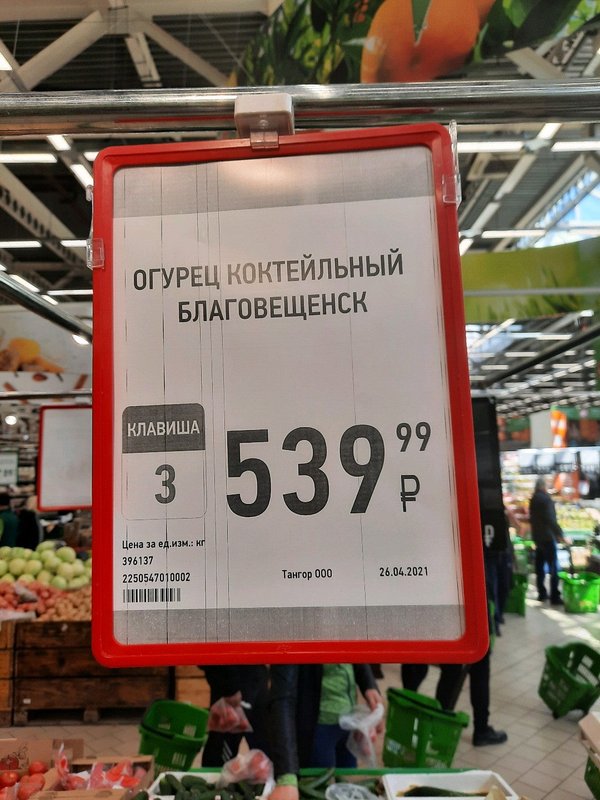 ОГУРЕЦ КОКТЕЙЛЬНЫЙ
БЛАГОВЕЩЕНСК
КЛАВИША
3
539 99
₽
Цена за ед.изм.: кг
396137
2250547010002
Тангор ООО
26.04.2021